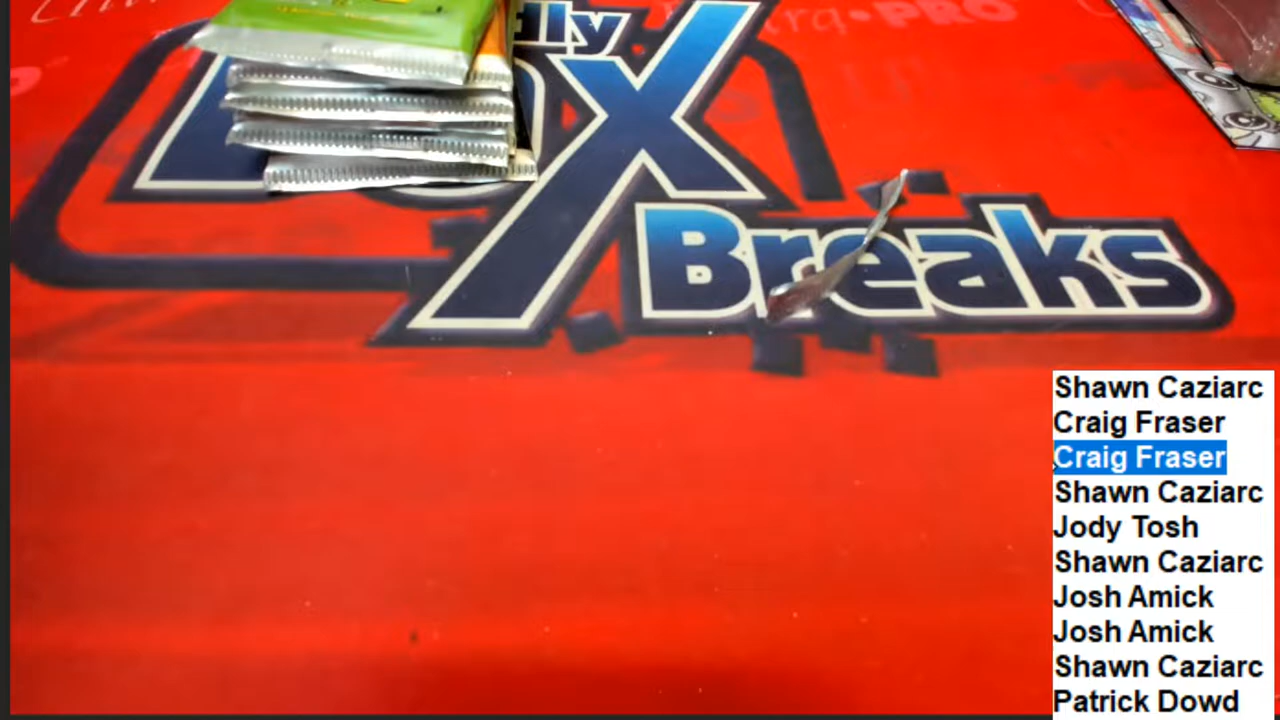 PRO
Breaks
Shawn Caziarc
Craig Fraser
Craig Fraser
Shawn Caziarc
Jody Tosh
Shawn Caziarc
Josh Amick
Josh Amick
Shawn Caziarc
Patrick Dowd